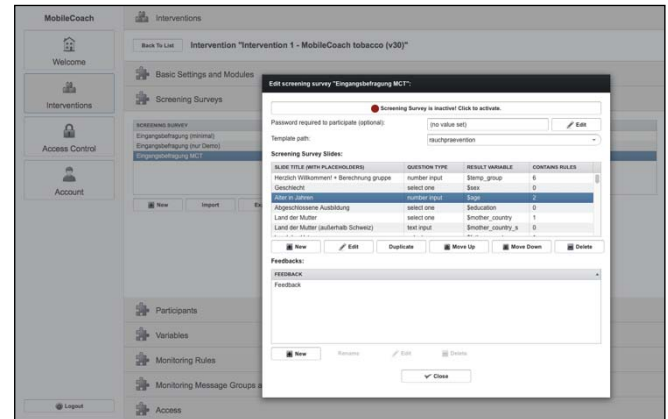 MobileCoach
Interventions
Welcome
Interventions
Access Control
Account
Logout
Back To List
Intervention "Intervention 1 - MobileCoach tobacco (v30)"
Basic Settings and Modules
Screening Surveys
SCREENING SURVEY
Eingangsbefragung (minimal)
Eingangsbefragung (nur Demo)
Eingangsbefragung MCT
New Import
Participants
Variables
Monitoring Rules
Monitoring Message Groups
Access
Edit screening survey "Eingangsbefragung MCT":
Screening Survey is inactive! Click to activate.
Password required to participate (optional): (no value set) Edit
Template path: rauchpraevention
Screening Survey Slides:
SLIDE TITLE (WITH PLACEHOLDERS) QUESTION TYPE RESULT VARIABLE CONTAINS RULES
Herzlich Willkommen! + Berechnung gruppe number input $temp_group 6
Geschlecht select one $sex 0
Alter in Jahren number input $age 2
Abgeschlossene Ausbildung select one $education 0
Land der Mutter select one $mother_country 1
Land der Mutter (außerhalb Schweiz) text input $mother_country_s 0
New Edit Duplicate Move Up Move Down Delete
Feedbacks:
FEEDBACK
Feedback
New Rename Edit Delete
Close